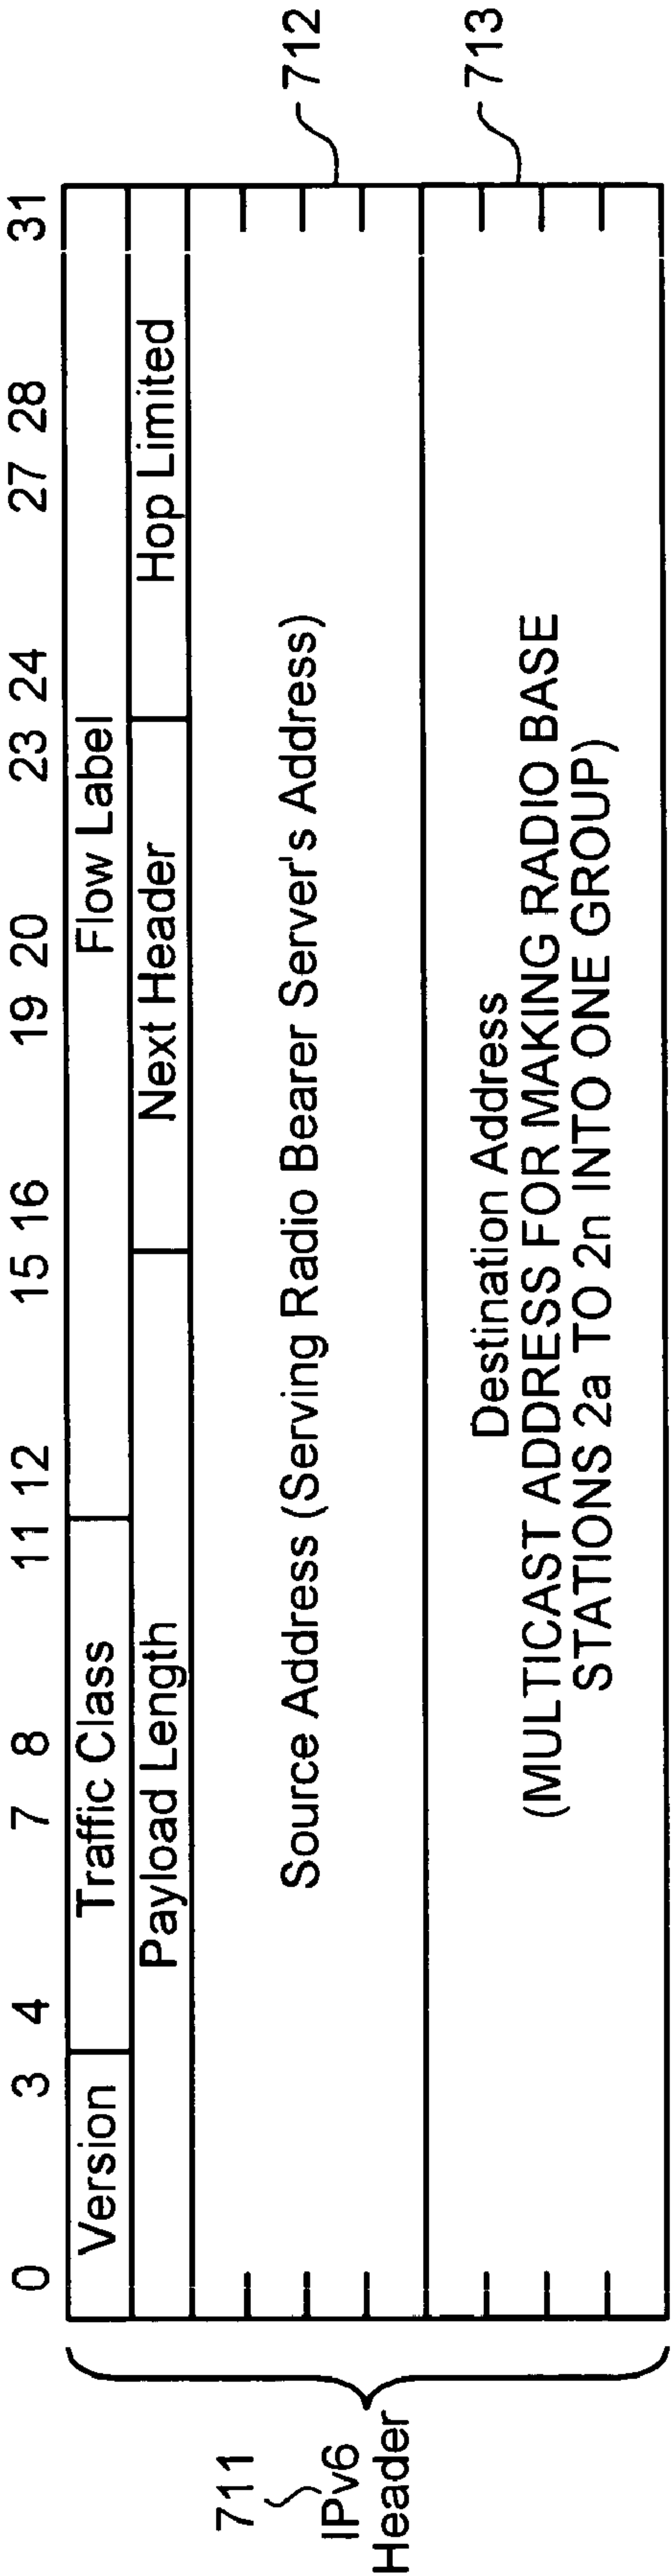 0 3 4 7 8 11 12 15 16 19 20 23 24 27 28 31
Version Traffic Class Flow Label
Payload Length Next Header Hop Limited
711
IPv6
Header
Source Address (Serving Radio Bearer Server's Address)
712
Destination Address
(MULTICAST ADDRESS FOR MAKING RADIO BASE
STATIONS 2a TO 2n INTO ONE GROUP)
713